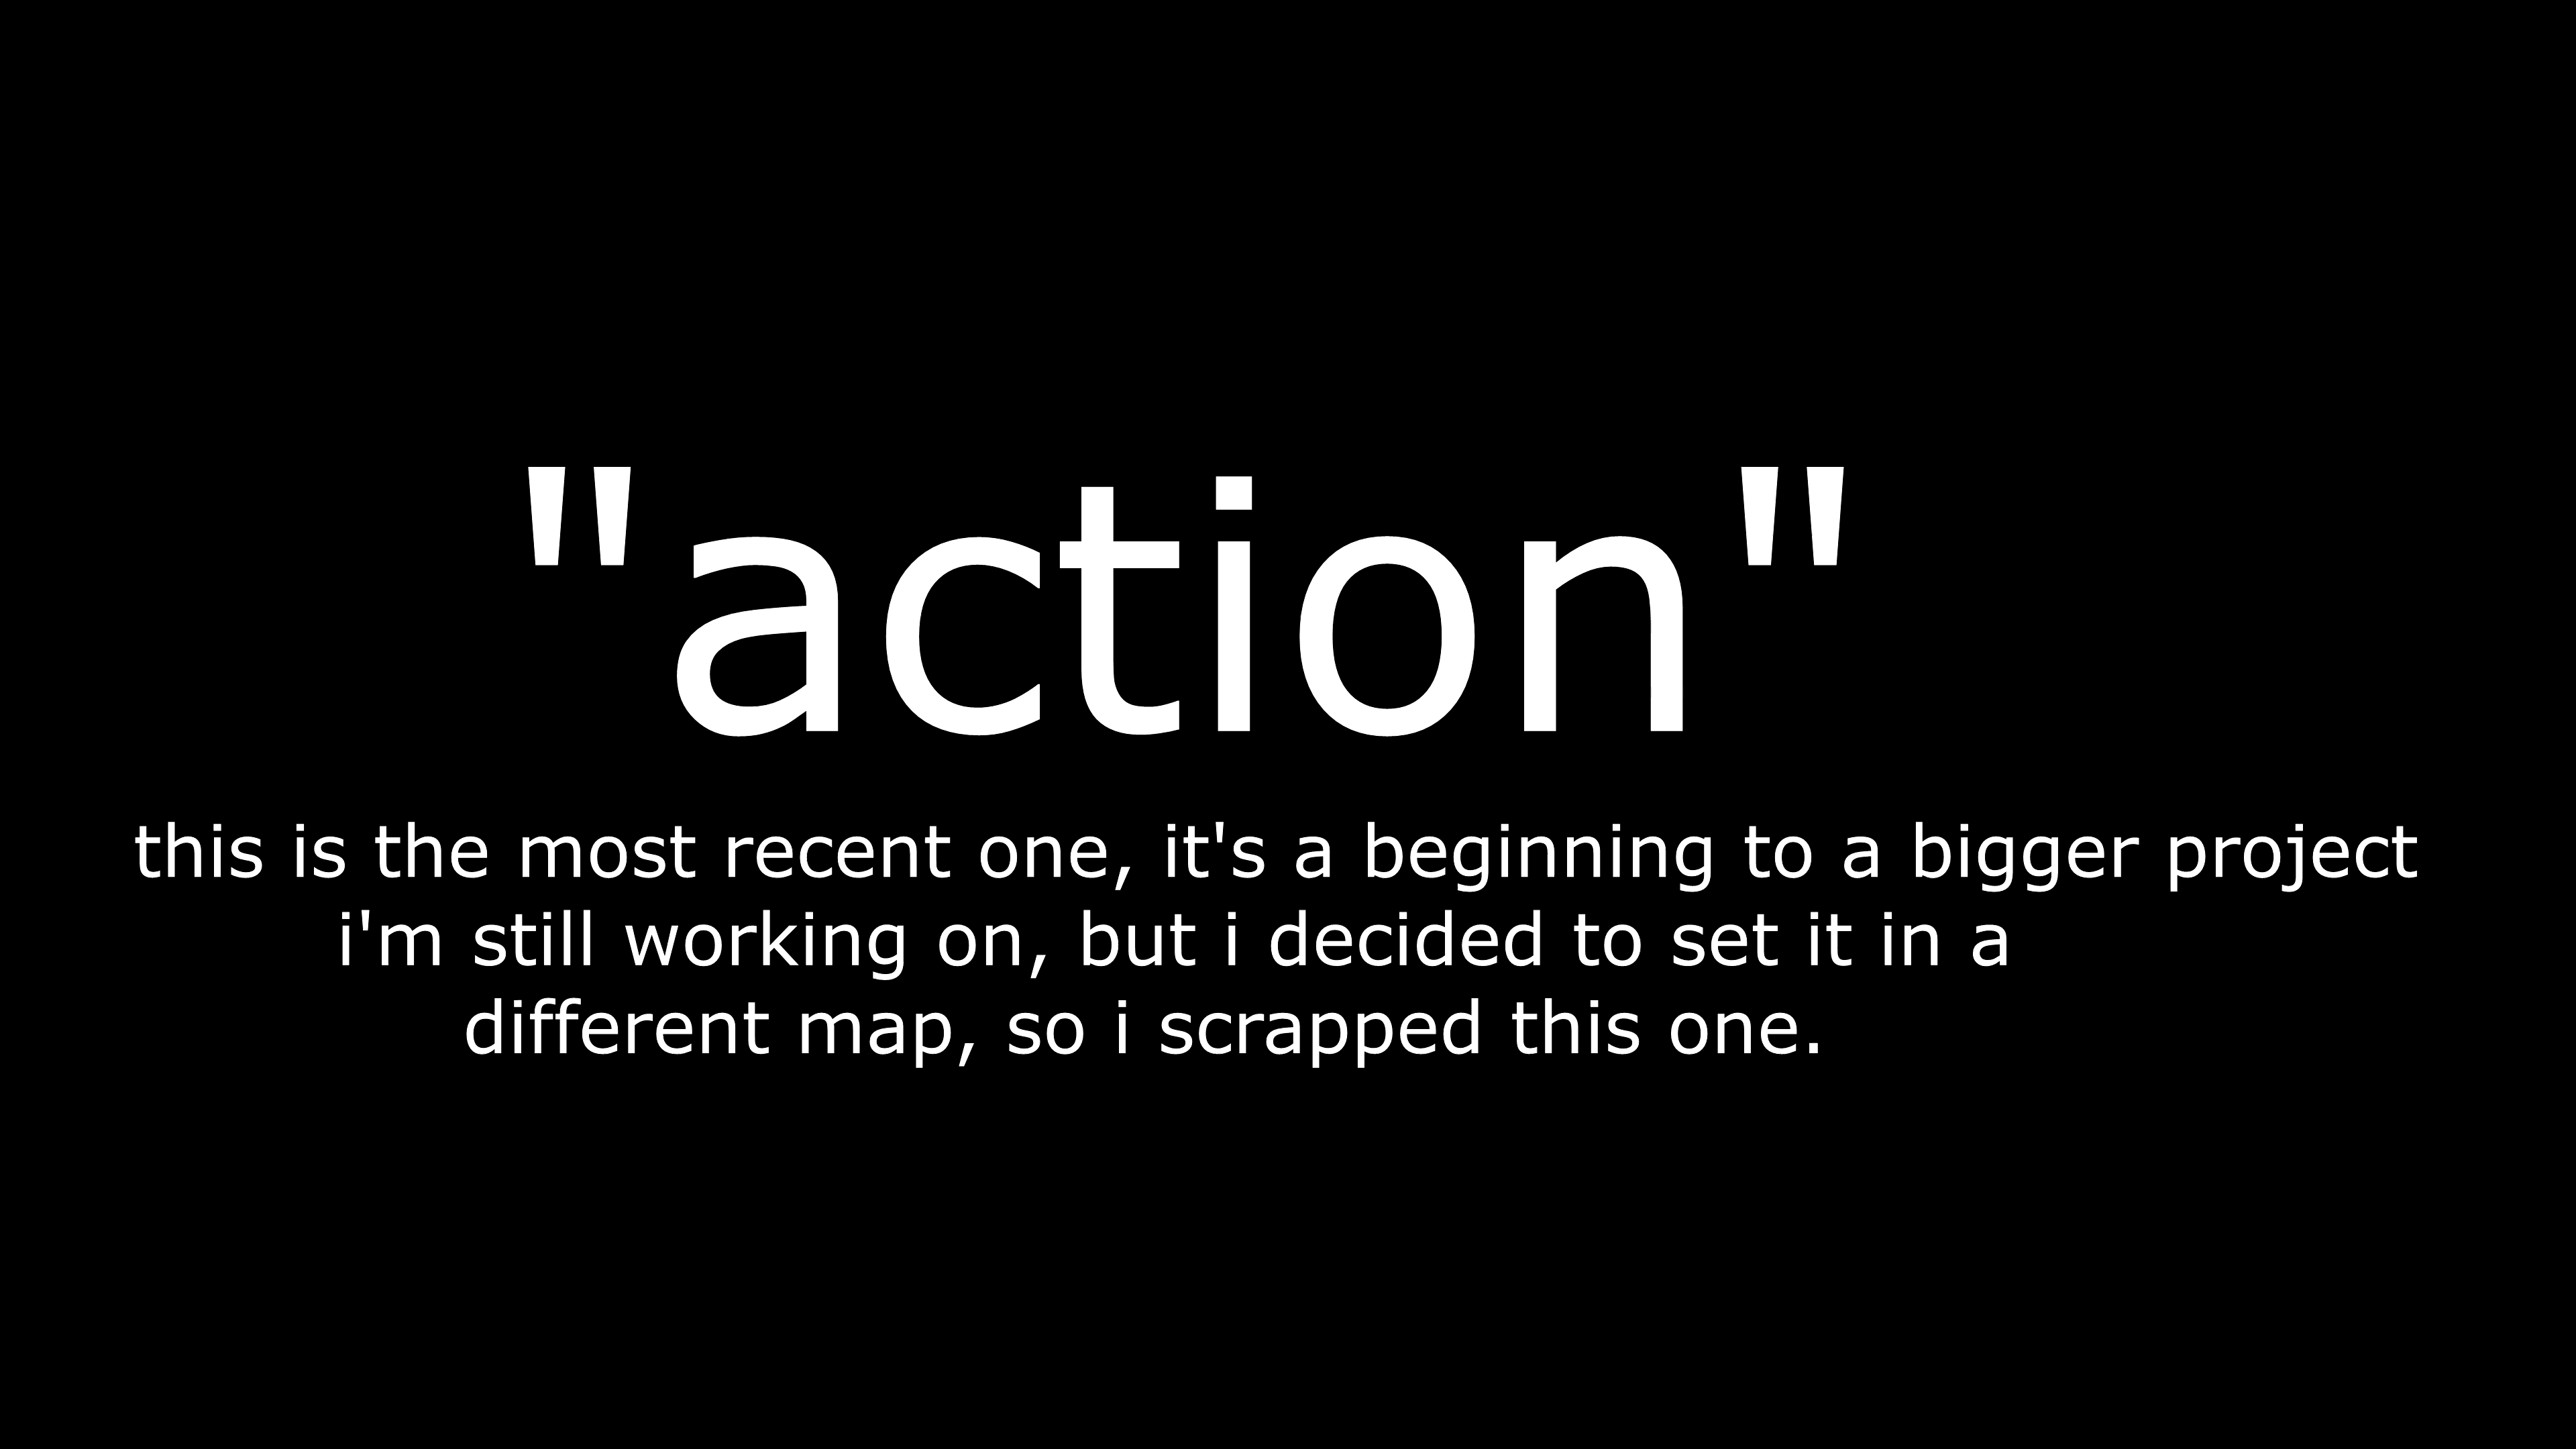 "action"
this is the most recent one, it's a beginning to a bigger project
i'm still working on, but i decided to set it in a
different map, so i scrapped this one.